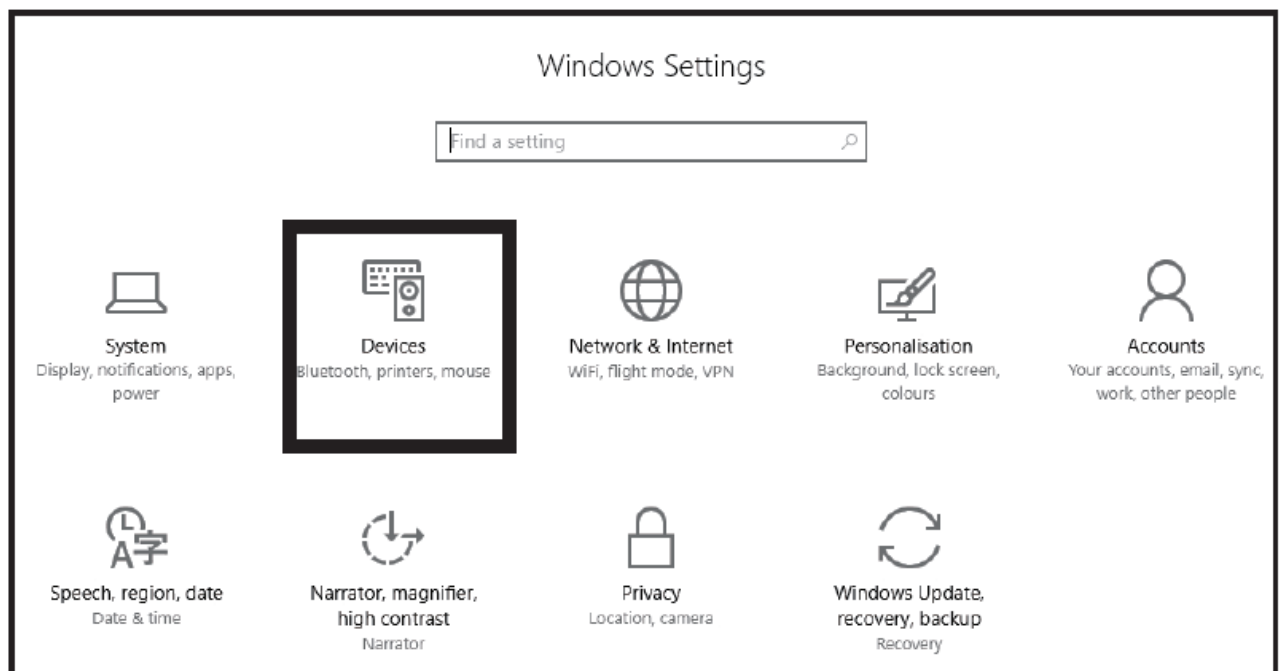 Windows Settings
Find a setting
System
Display, notifications, apps,
power
Devices
Bluetooth, printers, mouse
Network & Internet
WiFi, flight mode, VPN
Personalisation
Background, lock screen,
colours
Accounts
Your accounts, email, sync,
work, other people
Speech, region, date
Date & time
Narrator, magnifier,
high contrast
Narrator
Privacy
Location, camera
Windows Update,
recovery, backup
Recovery